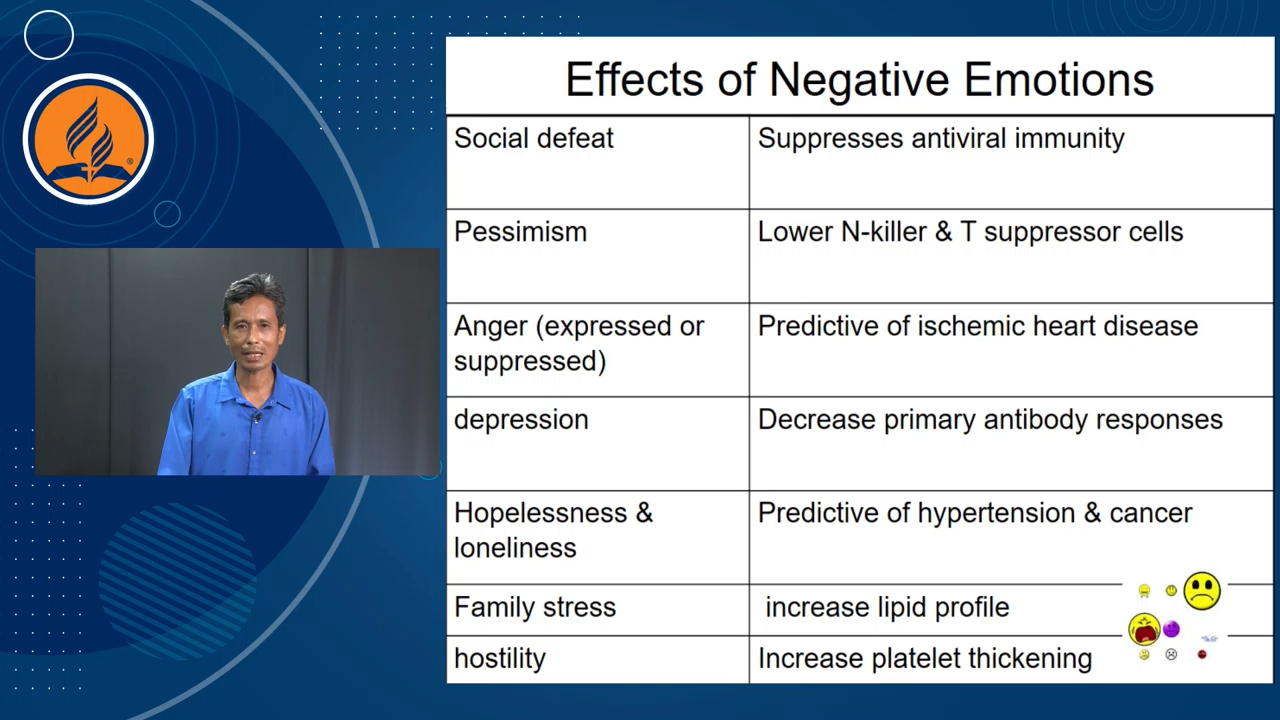 Effects of Negative Emotions
Social defeat
Suppresses antiviral immunity
Pessimism
Lower N-killer & T suppressor cells
Anger (expressed or
suppressed)
Predictive of ischemic heart disease
depression
Decrease primary antibody responses
Hopelessness &
loneliness
Predictive of hypertension & cancer
Family stress
increase lipid profile
hostility
Increase platelet thickening
®